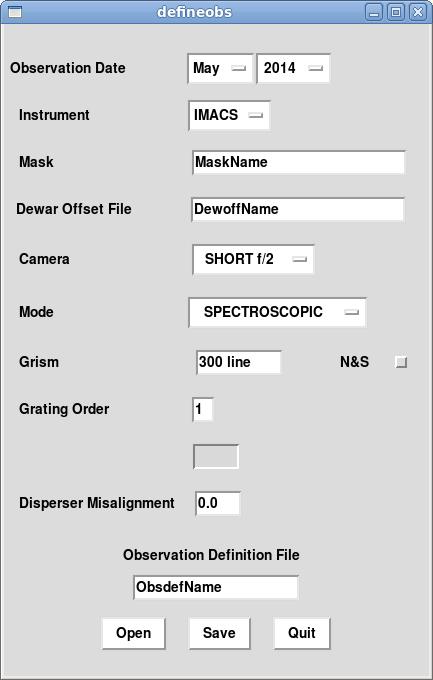 defineobs
Observation Date May 2014
Instrument IMACS
Mask MaskName
Dewar Offset File DewoffName
Camera SHORT f/2
Mode SPECTROSCOPIC
Grism 300 line N&S
Grating Order 1
Disperser Misalignment 0.0
Observation Definition File
ObsdefName
Open Save Quit